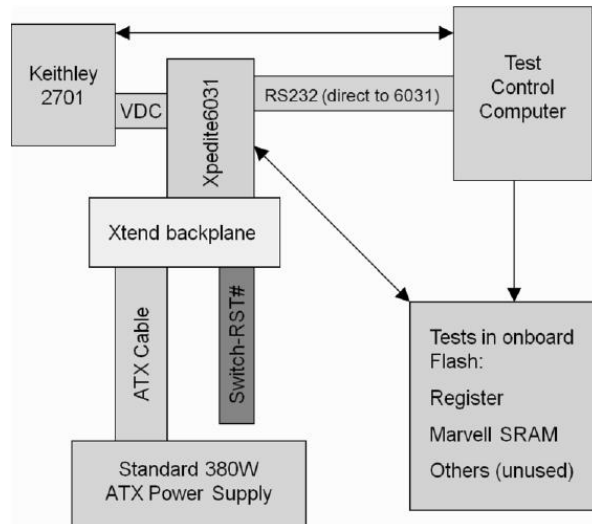 Keithley
2701
VDC
Xpedite6031
RS232 (direct to 6031)
Test
Control
Computer
Xtend backplane
ATX Cable
Switch-RST#
Standard 380W
ATX Power Supply
Tests in onboard
Flash:
Register
Marvell SRAM
Others (unused)